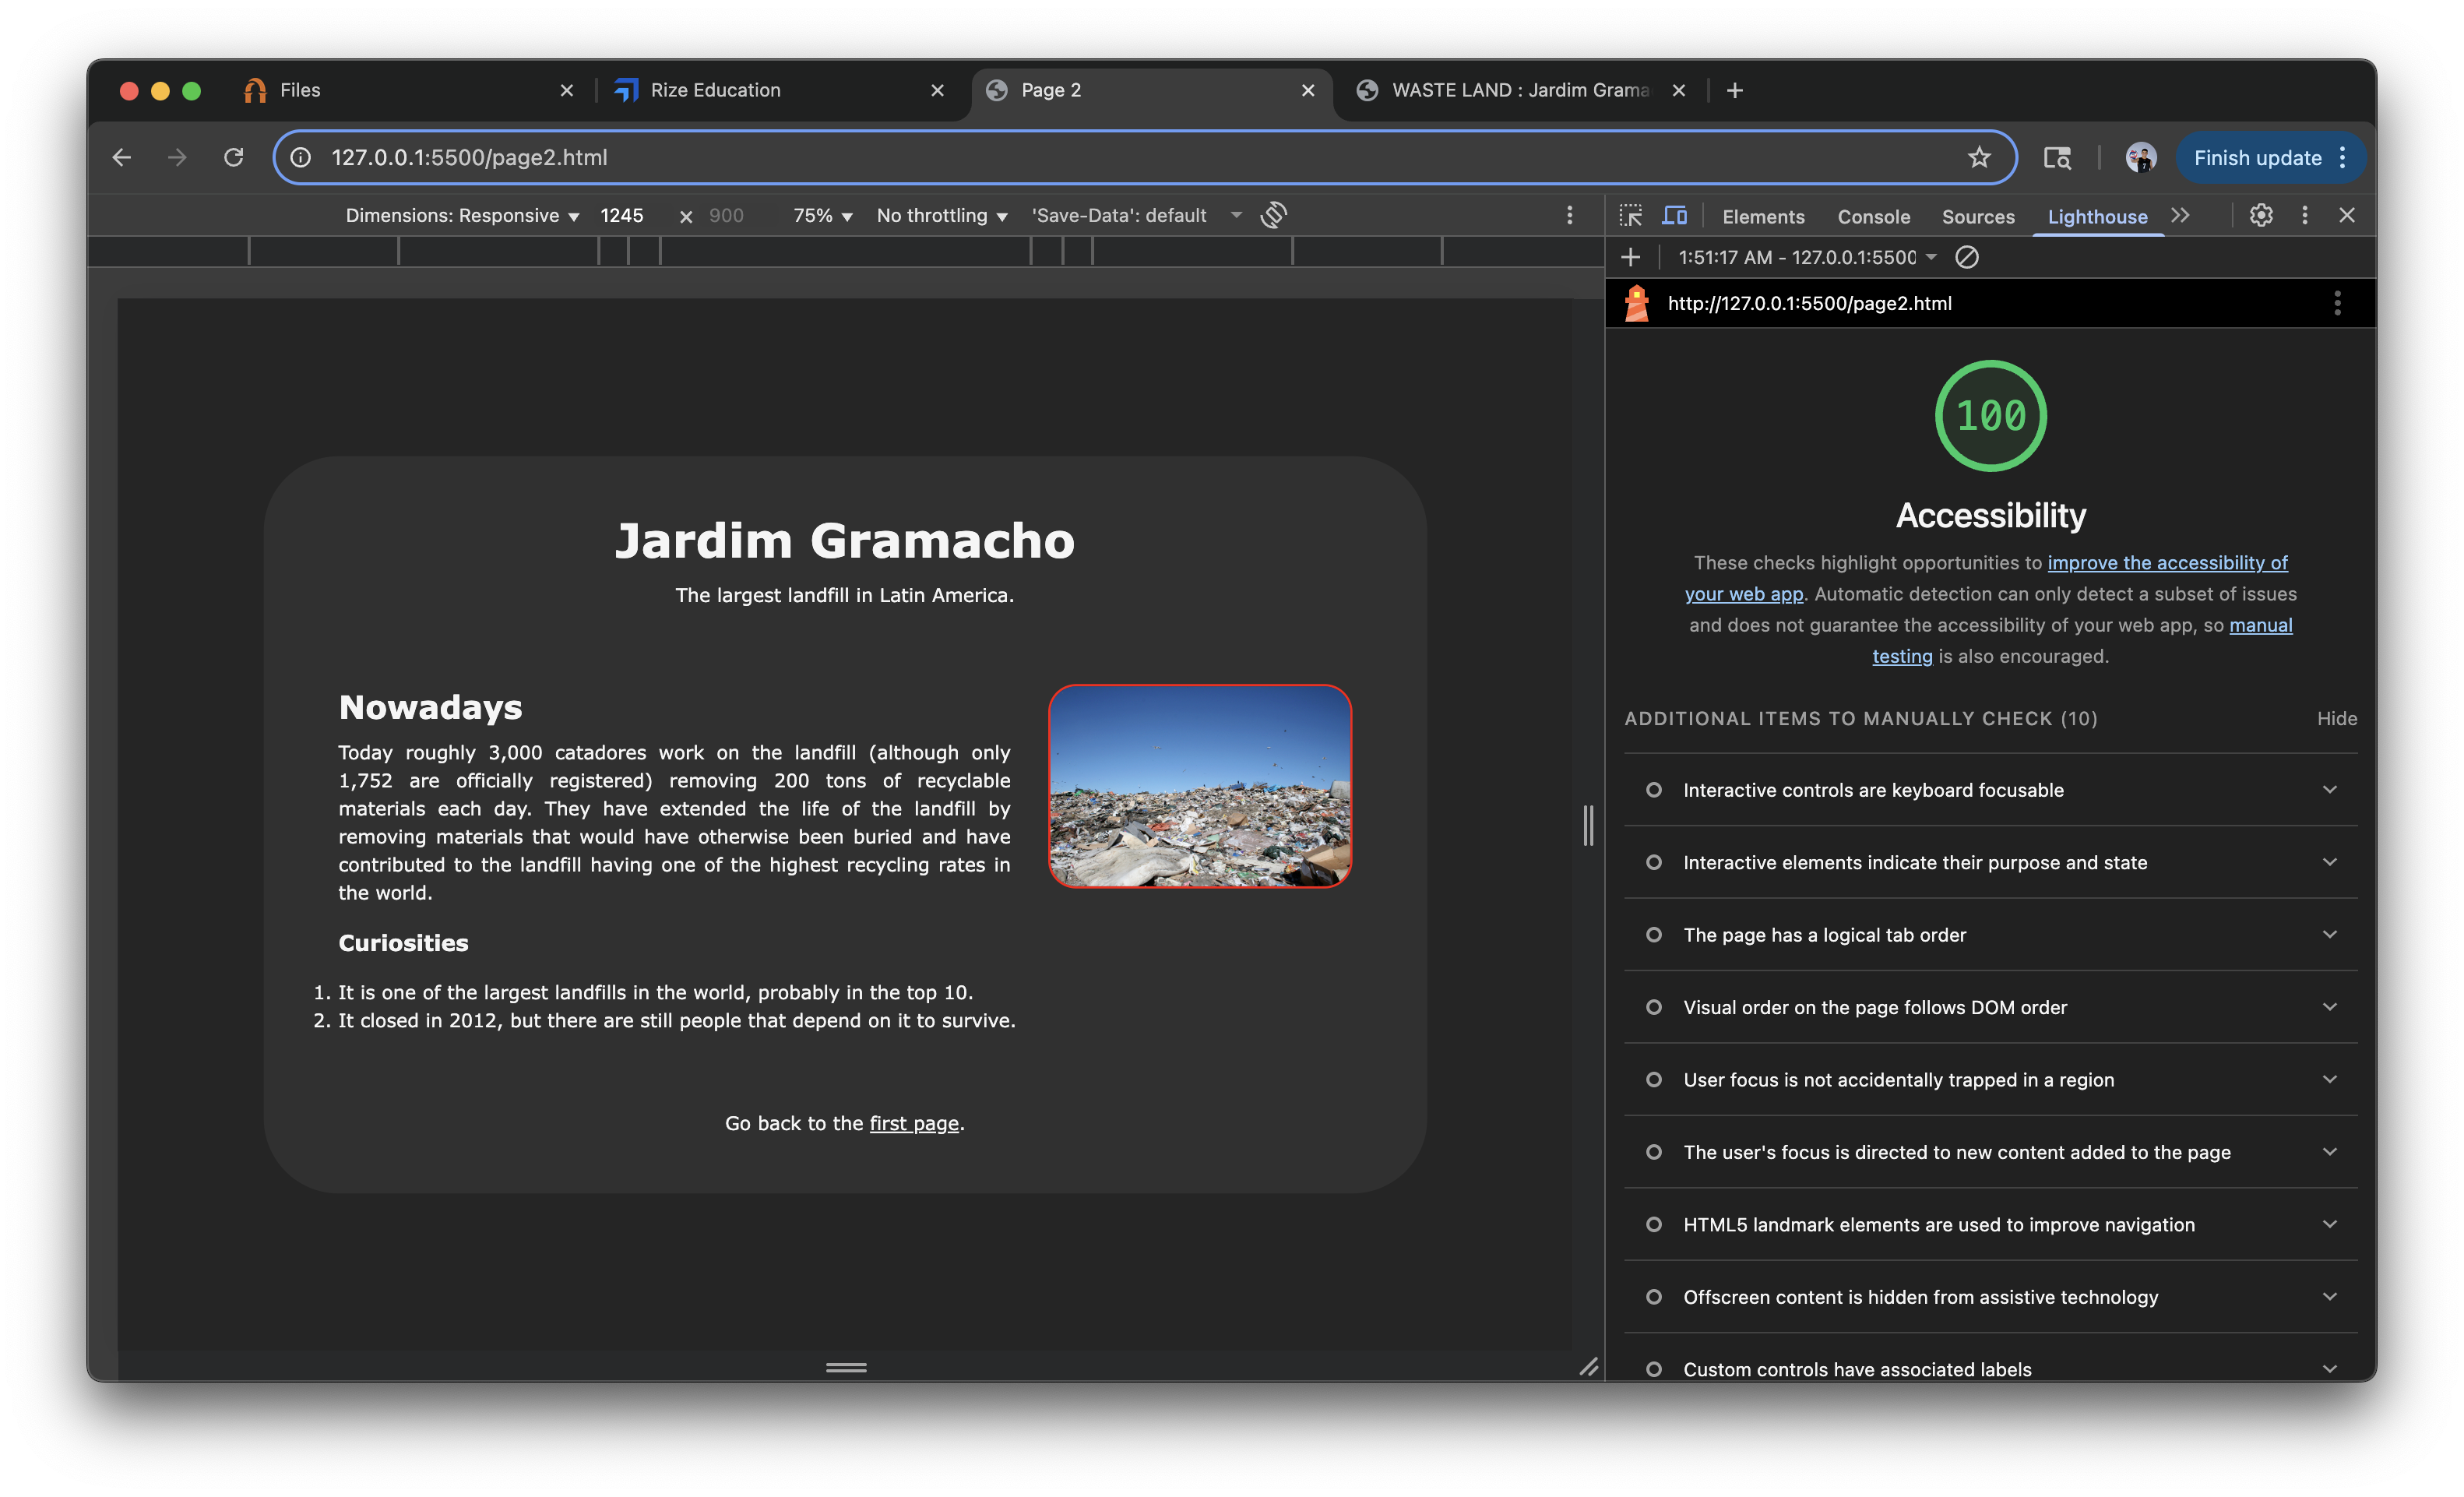 Files
Rize Education
Page 2
WASTE LAND : Jardim Grama
127.0.0.1:5500/page2.html
Finish update
Dimensions: Responsive
1245
900
75%
No throttling
'Save-Data': default
Elements
Console
Sources
Lighthouse
1:51:17 AM - 127.0.0.1:5500
http://127.0.0.1:5500/page2.html
Jardim Gramacho
The largest landfill in Latin America.
Nowadays
Today roughly 3,000 catadores work on the landfill (although only
1,752 are officially registered) removing 200 tons of recyclable
materials each day. They have extended the life of the landfill by
removing materials that would have otherwise been buried and have
contributed to the landfill having one of the highest recycling rates in
the world.
Curiosities
1. It is one of the largest landfills in the world, probably in the top 10.
2. It closed in 2012, but there are still people that depend on it to survive.
Go back to the first page.
100
Accessibility
These checks highlight opportunities to improve the accessibility of
your web app. Automatic detection can only detect a subset of issues
and does not guarantee the accessibility of your web app, so manual
testing is also encouraged.
ADDITIONAL ITEMS TO MANUALLY CHECK (10)
Hide
Interactive controls are keyboard focusable
Interactive elements indicate their purpose and state
The page has a logical tab order
Visual order on the page follows DOM order
User focus is not accidentally trapped in a region
The user's focus is directed to new content added to the page
HTML5 landmark elements are used to improve navigation
Offscreen content is hidden from assistive technology
Custom controls have associated labels